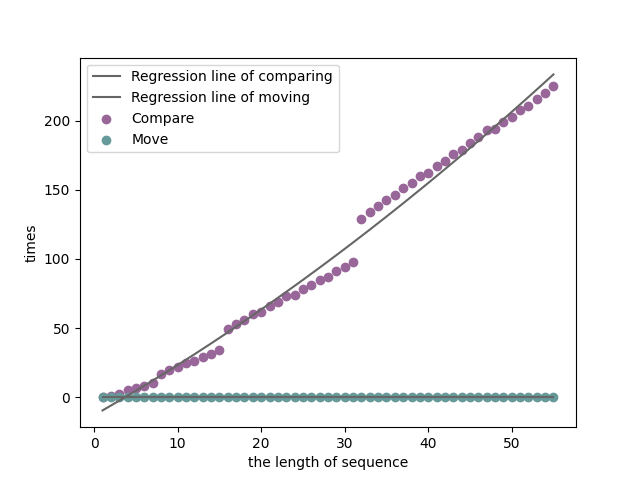 Regression line of comparing
Regression line of moving
Compare
Move
200
150
100
50
0
times
0 10 20 30 40 50
the length of sequence